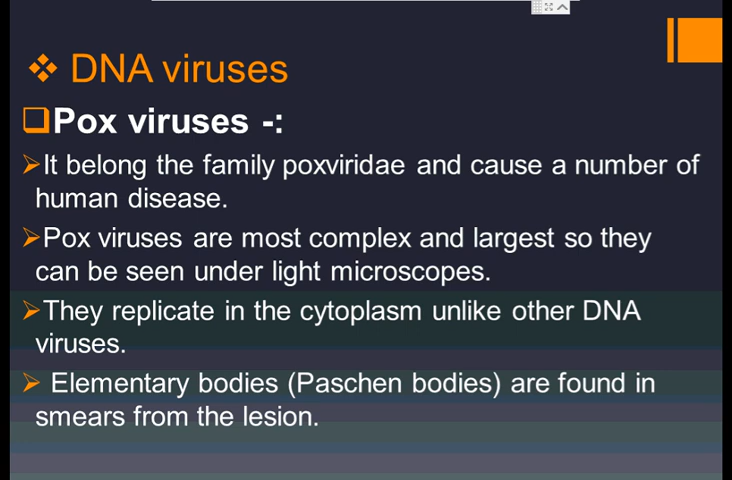 DNA viruses
Pox viruses -:
It belong the family poxviridae and cause a number of
human disease.
Pox viruses are most complex and largest so they
can be seen under light microscopes.
They replicate in the cytoplasm unlike other DNA
viruses.
Elementary bodies (Paschen bodies) are found in
smears from the lesion.